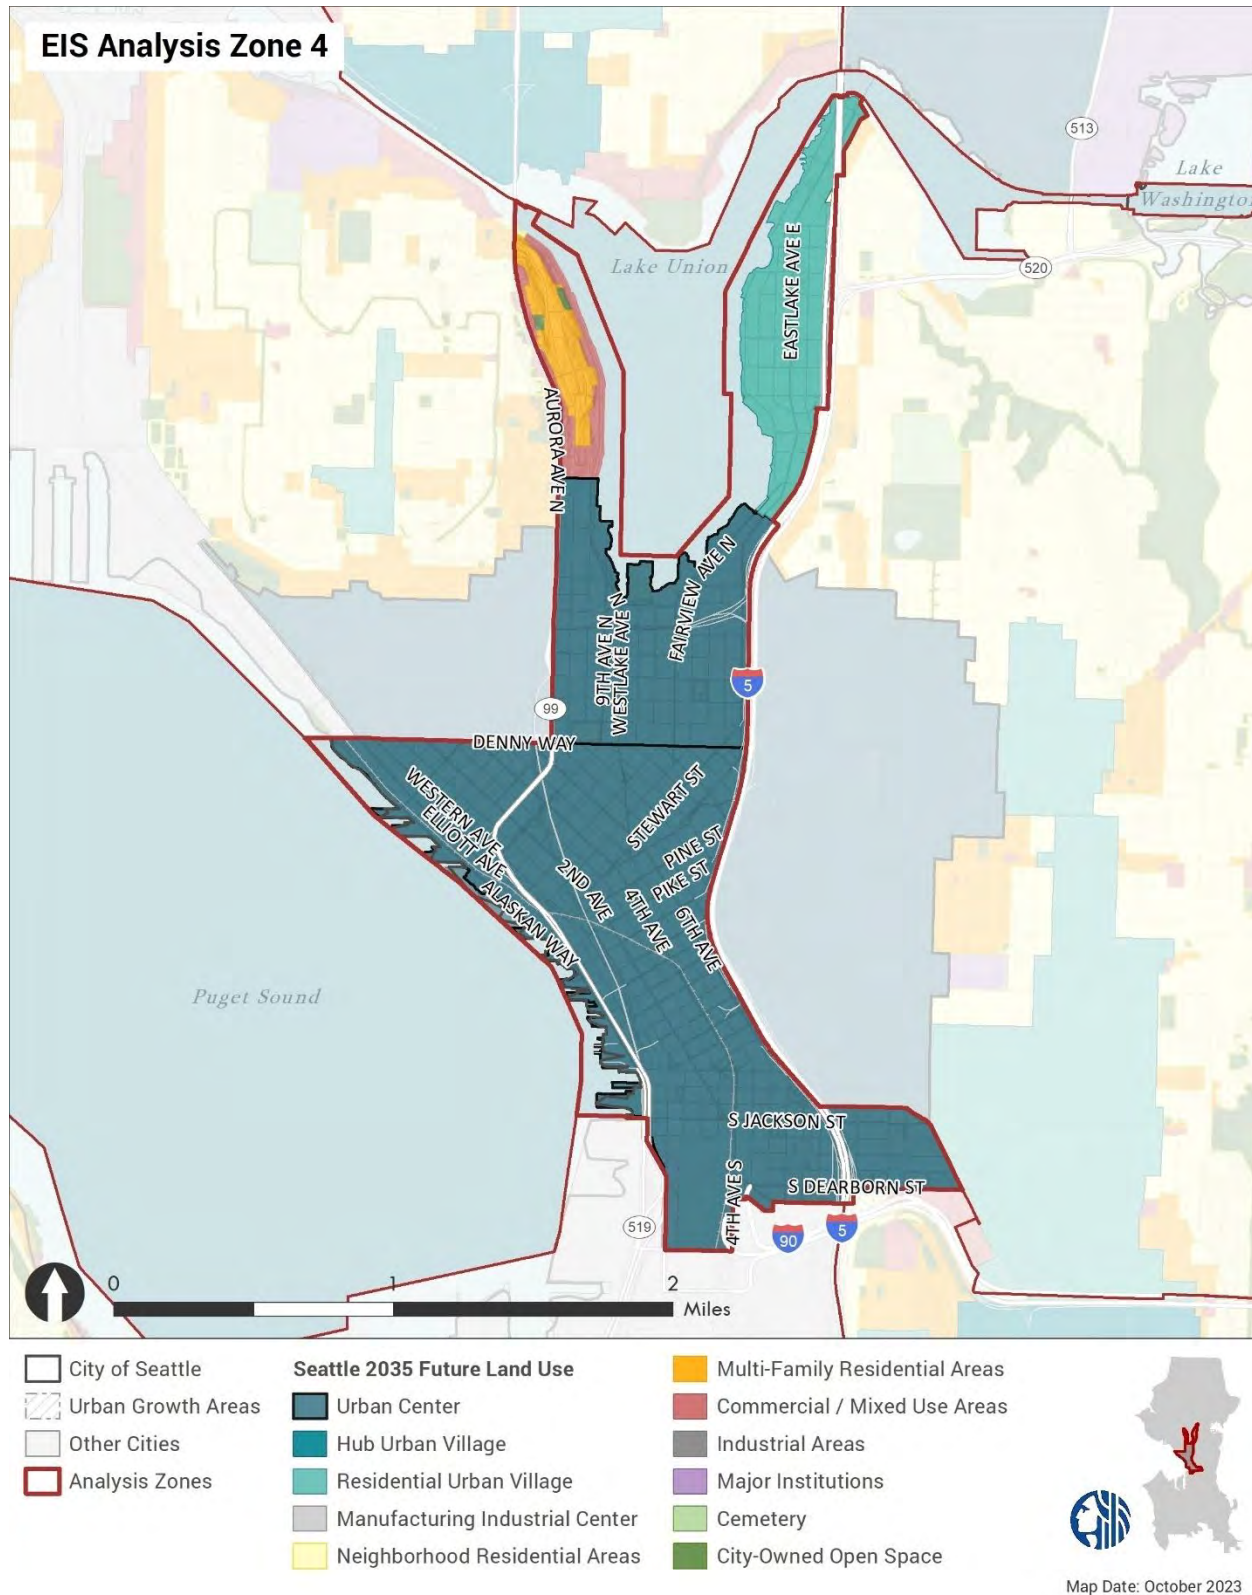 EIS Analysis Zone 4
513
Lake
Washington
520
Lake Union
EASTLAKE AVE E
AURORA AVE N
FAIRVIEW AVE N
9TH AVE N
WESTLAKE AVE N
5
99
DENNY WAY
WESTERN AVE
ELLIOTT AVE
STEWART ST
PINE ST
PIKE ST
2ND AVE
4TH AVE
6TH AVE
ALASKAN WAY
Puget Sound
S JACKSON ST
S DEARBORN ST
4TH AVE S
519
90
5
0 1 2
Miles
City of Seattle
Urban Growth Areas
Other Cities
Analysis Zones
Seattle 2035 Future Land Use
Urban Center
Hub Urban Village
Residential Urban Village
Manufacturing Industrial Center
Neighborhood Residential Areas
Multi-Family Residential Areas
Commercial / Mixed Use Areas
Industrial Areas
Major Institutions
Cemetery
City-Owned Open Space
Map Date: October 2023